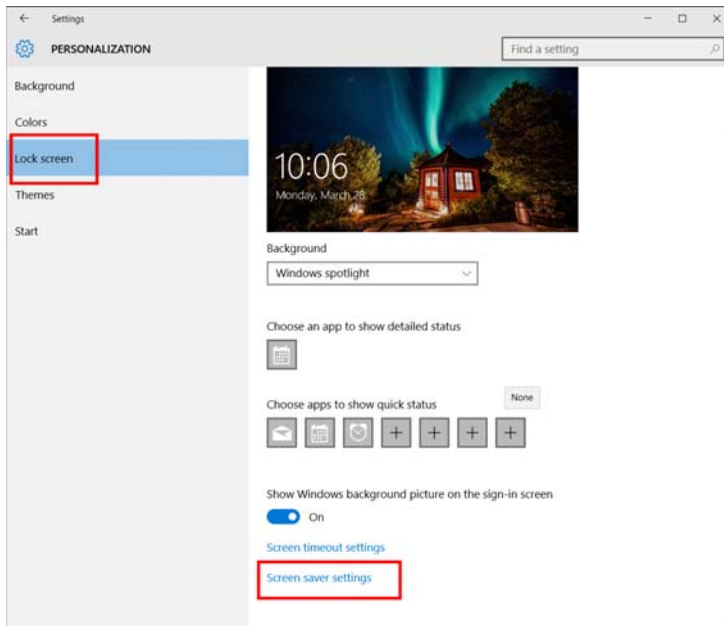 Settings
PERSONALIZATION
Find a setting
Background
Colors
Lock screen
Themes
Start
10:06
Monday, March 28
Background
Windows spotlight
Choose an app to show detailed status
Choose apps to show quick status
None
Show Windows background picture on the sign-in screen
On
Screen timeout settings
Screen saver settings